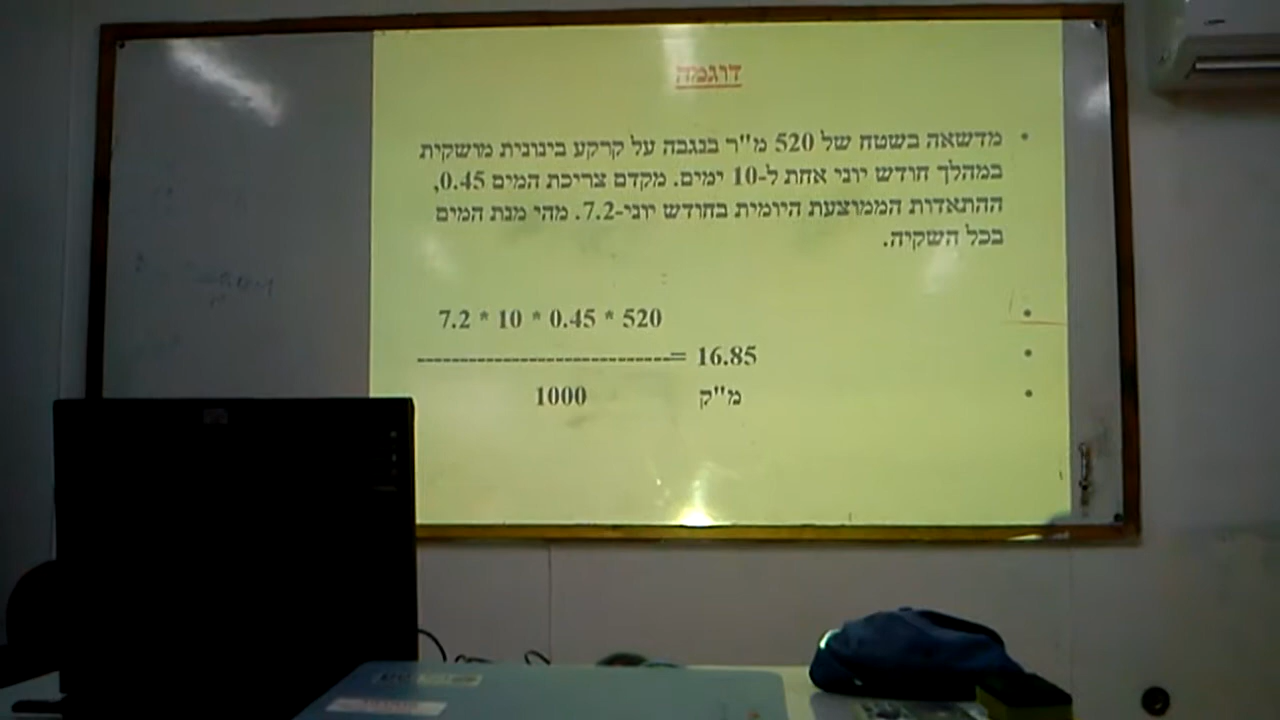 דוגמה
• מדשאה בשטח של 520 מ"ר בנגבה על קרקע בינונית מושקית
במהלך חודש יוני אחת ל-10 ימים. מקדם צריכת המים 0.45,
ההתאדות הממוצעת היומית בחודש יוני-7.2. מהי מנת המים
בכל השקיה.
• 7.2 * 10 * 0.45 * 520
• ----------------------------= 16.85
• 1000 מ"ק